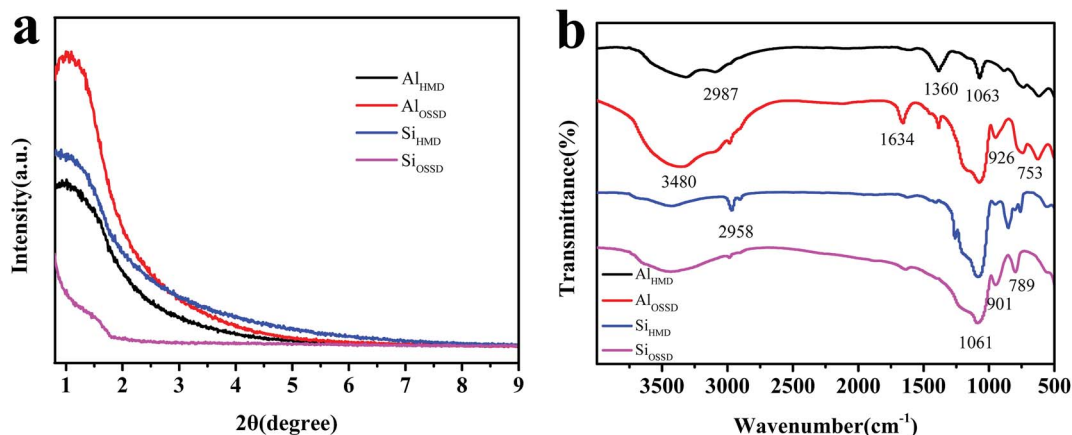 a
Intensity(a.u.)
Al_HMD
Al_OSSD
Si_HMD
Si_OSSD
1 2 3 4 5 6 7 8 9
2θ(degree)
b
Transmittance(%)
2987
1360
1063
1634
3480
926
753
2958
Al_HMD
Al_OSSD
Si_HMD
Si_OSSD
901
789
1061
3500 3000 2500 2000 1500 1000 500
Wavenumber(cm⁻¹)